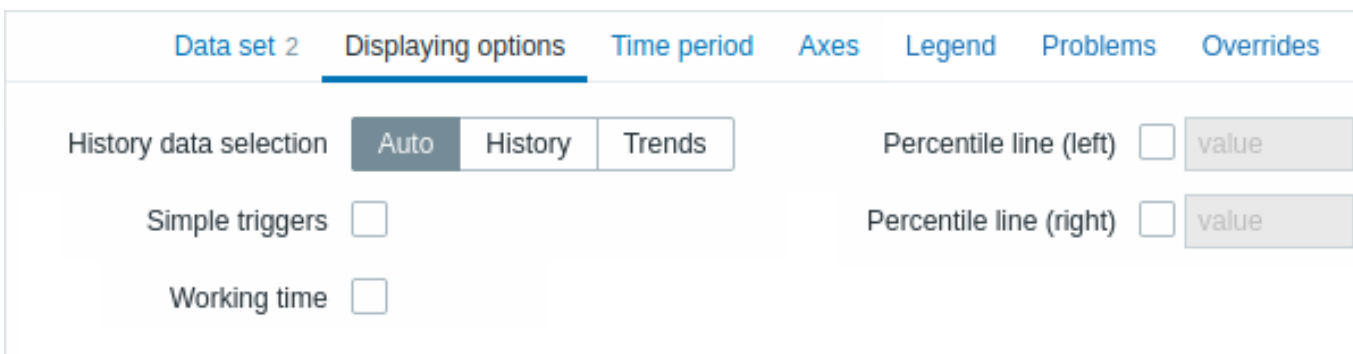 Data set 2 Displaying options Time period Axes Legend Problems Overrides
History data selection Auto History Trends Percentile line (left) value
Simple triggers Percentile line (right) value
Working time